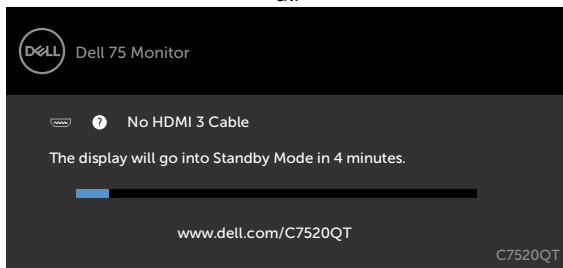 DELL
Dell 75 Monitor
? No HDMI 3 Cable
The display will go into Standby Mode in 4 minutes.
www.dell.com/C7520QT
C7520QT